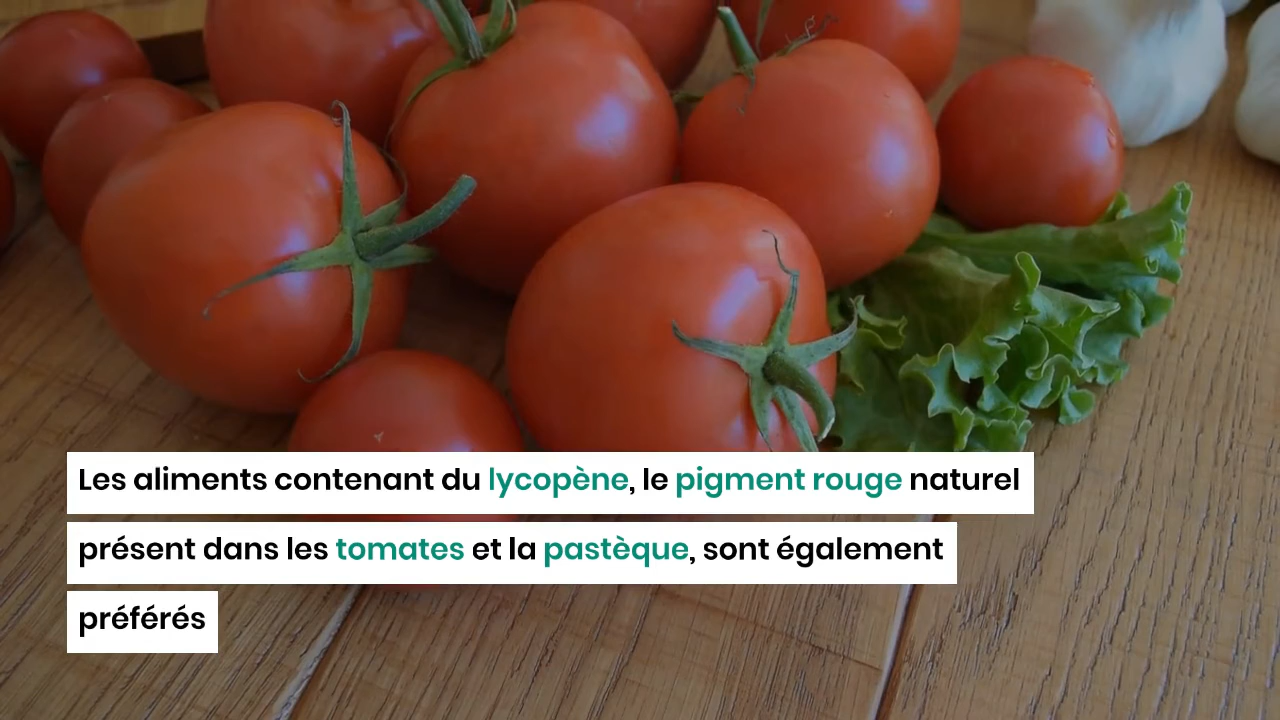 Les aliments contenant du lycopène, le pigment rouge naturel
présent dans les tomates et la pastèque, sont également
préférés